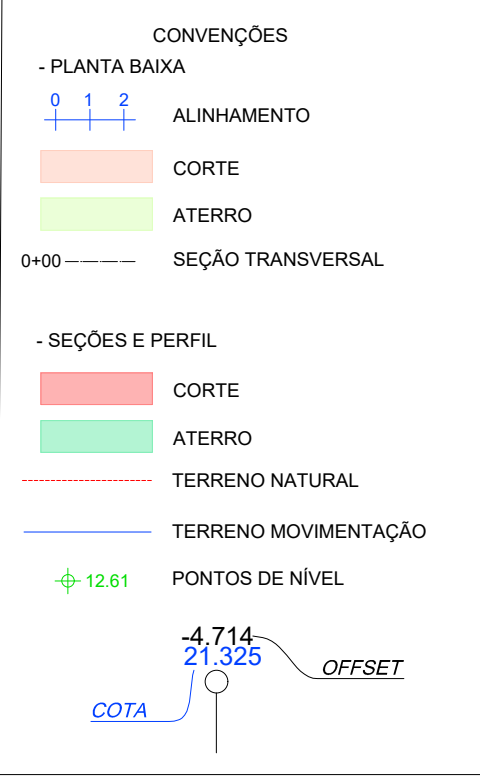 CONVENÇÕES
- PLANTA BAIXA
0 1 2
ALINHAMENTO
CORTE
ATERRO
0+00 SEÇÃO TRANSVERSAL
- SEÇÕES E PERFIL
CORTE
ATERRO
TERRENO NATURAL
TERRENO MOVIMENTAÇÃO
12.61 PONTOS DE NÍVEL
-4.714
21.325
OFFSET
COTA